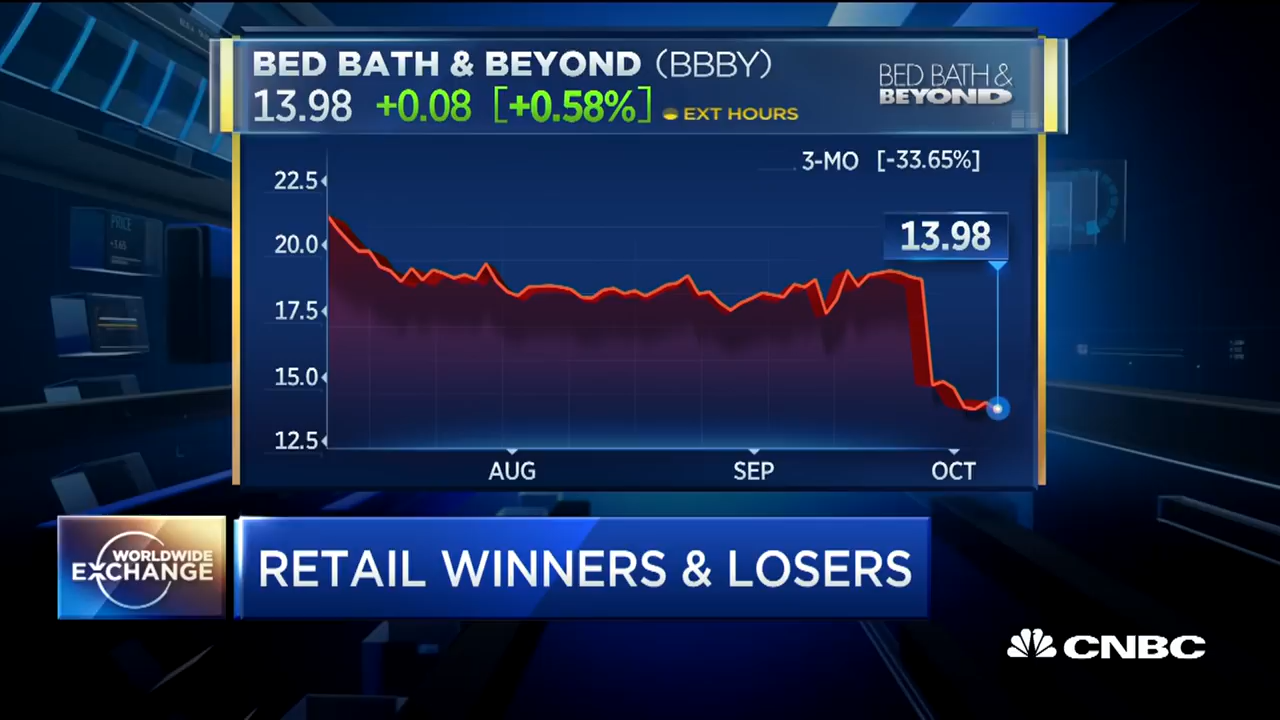 BED BATH & BEYOND (BBBY)
13.98 +0.08 [+0.58%] EXT HOURS
BED BATH &
BEYOND
3-MO [-33.65%]
22.5
20.0
17.5
15.0
12.5
13.98
AUG SEP OCT
PRICE
WORLDWIDE
EXCHANGE
RETAIL WINNERS & LOSERS
CNBC